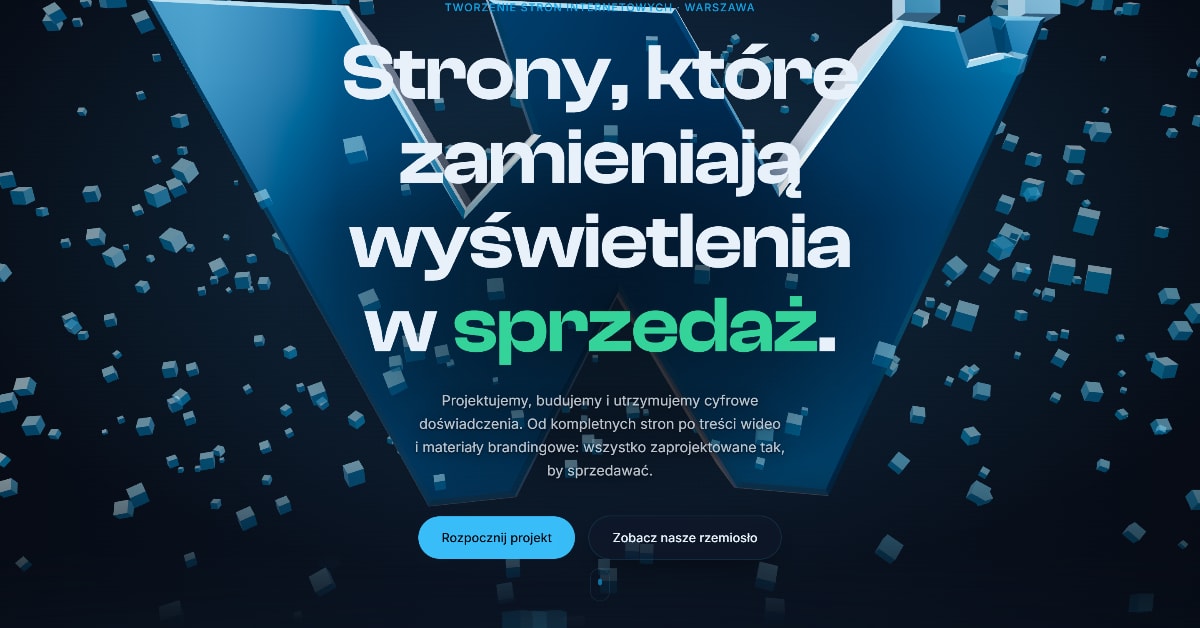 TWORZENIE STRON INTERNETOWYCH · WARSZAWA
Strony, które
zamieniają
wyświetlenia
w sprzedaż.
Projektujemy, budujemy i utrzymujemy cyfrowe
doświadczenia. Od kompletnych stron po treści wideo
i materiały brandingowe: wszystko zaprojektowane tak,
by sprzedawać.
Rozpocznij projekt
Zobacz nasze rzemiosło